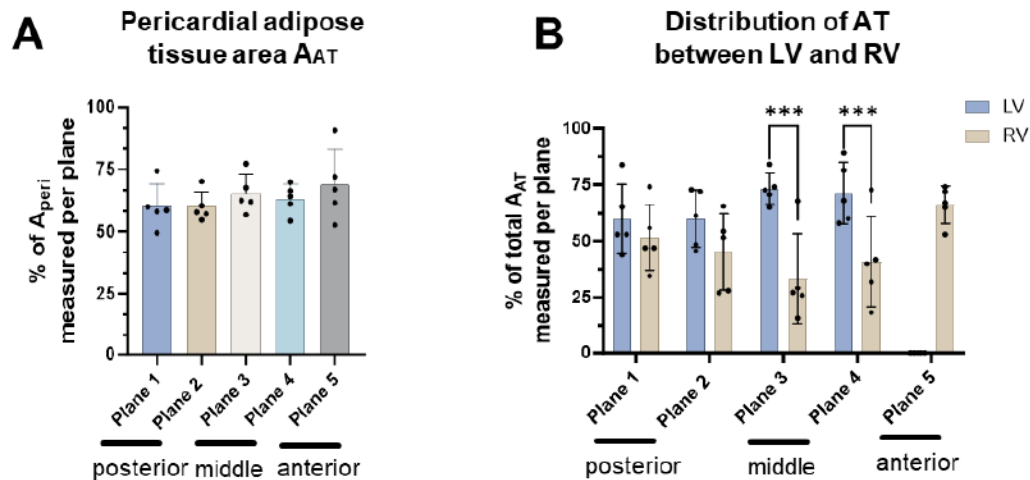 A
Pericardial adipose
tissue area AAT
% of Aperi
measured per plane
100
75
50
25
0
Plane 1
Plane 2
Plane 3
Plane 4
Plane 5
posterior
middle
anterior
B
Distribution of AT
between LV and RV
% of total AAT
measured per plane
100
75
50
25
0
***
***
LV
RV
Plane 1
Plane 2
Plane 3
Plane 4
Plane 5
posterior
middle
anterior